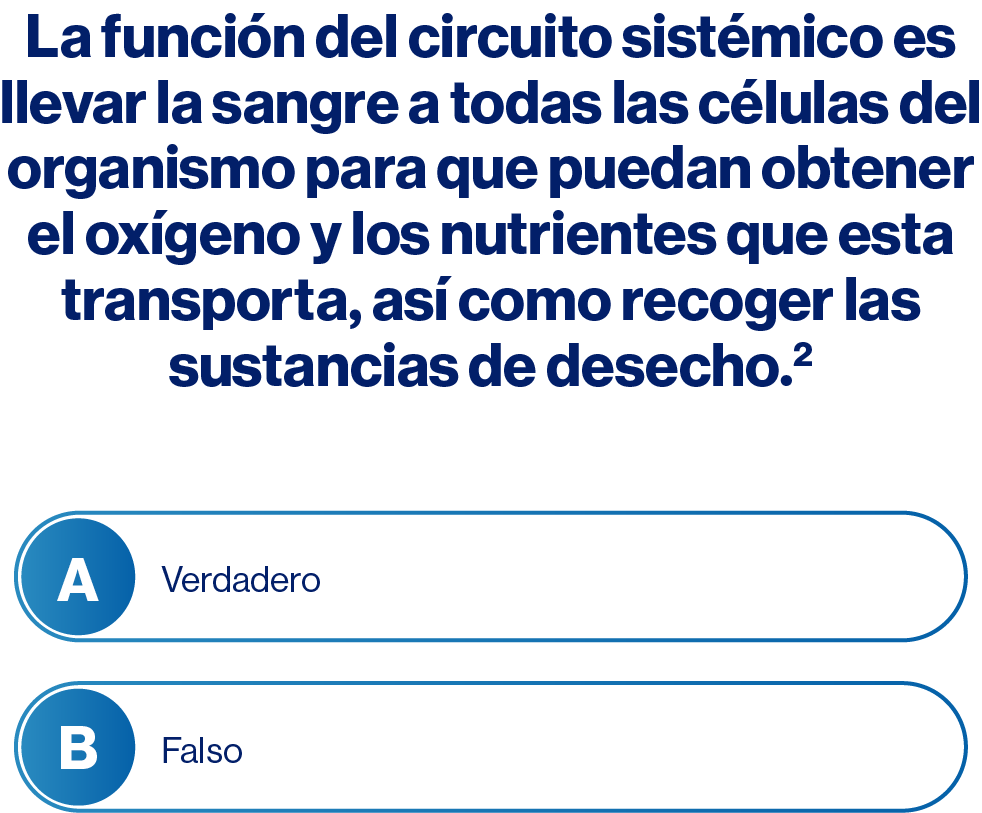 La función del circuito sistémico es
llevar la sangre a todas las células del
organismo para que puedan obtener
el oxígeno y los nutrientes que esta
transporta, así como recoger las
sustancias de desecho.²
A Verdadero
B Falso